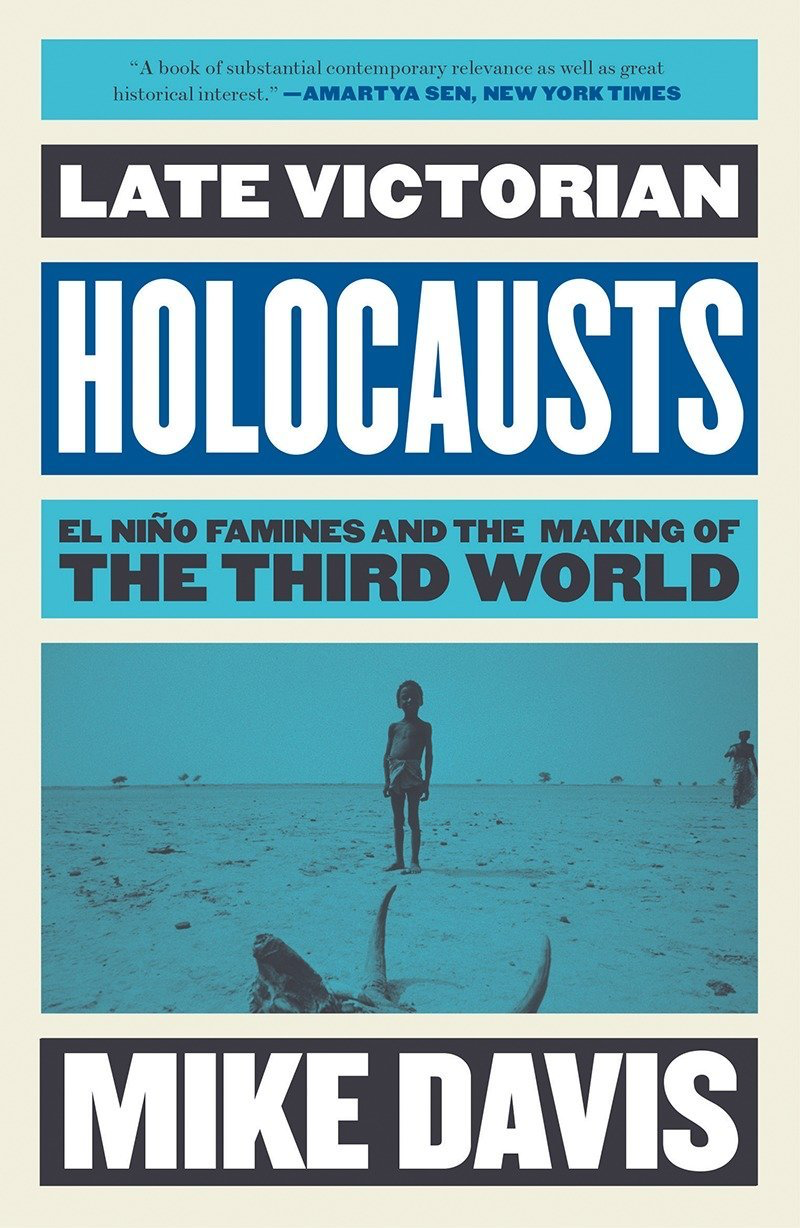 “A book of substantial contemporary relevance as well as great
historical interest.” —AMARTYA SEN, NEW YORK TIMES
LATE VICTORIAN
HOLOCAUSTS
EL NIÑO FAMINES AND THE MAKING OF
THE THIRD WORLD
MIKE DAVIS